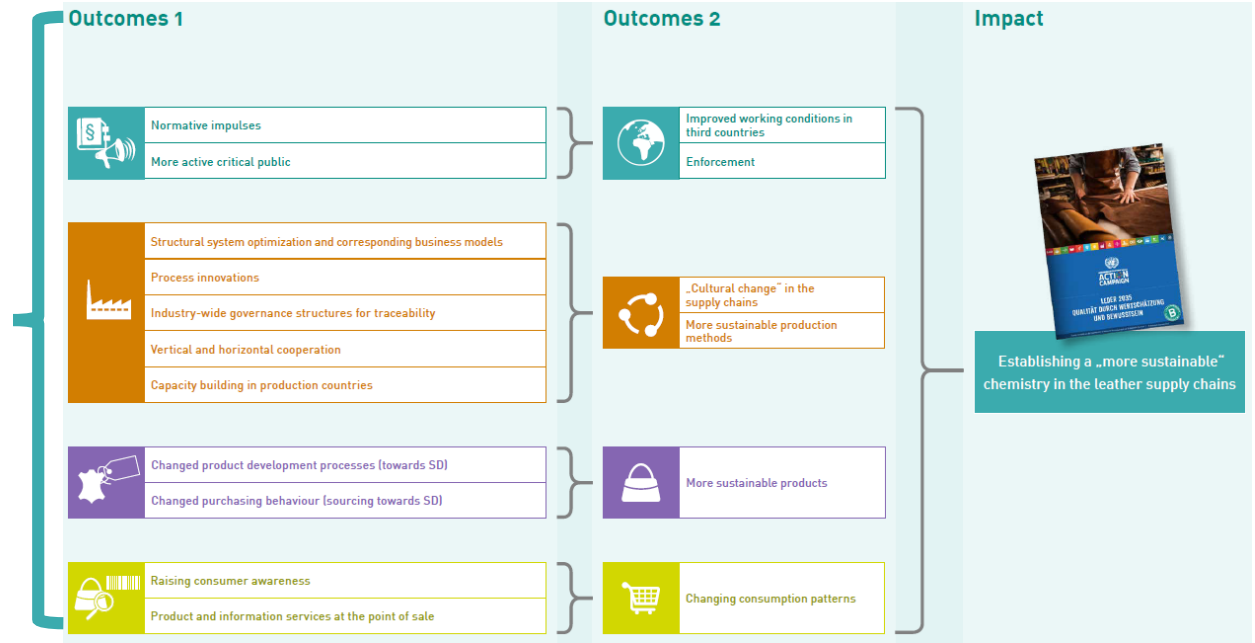 Outcomes 1
Outcomes 2
Impact
§
Normative impulses
More active critical public
Improved working conditions in
third countries
Enforcement
Structural system optimization and corresponding business models
Process innovations
Industry-wide governance structures for traceability
Vertical and horizontal cooperation
Capacity building in production countries
„Cultural change“ in the
supply chains
More sustainable production
methods
Changed product development processes (towards SD)
Changed purchasing behaviour (sourcing towards SD)
More sustainable products
Raising consumer awareness
Product and information services at the point of sale
Changing consumption patterns
ACTION
CAMPAIGN
LEDER 2035
QUALITÄT DURCH WERTSCHÄTZUNG
UND BEWUSSTSEIN
B
Establishing a „more sustainable“
chemistry in the leather supply chains